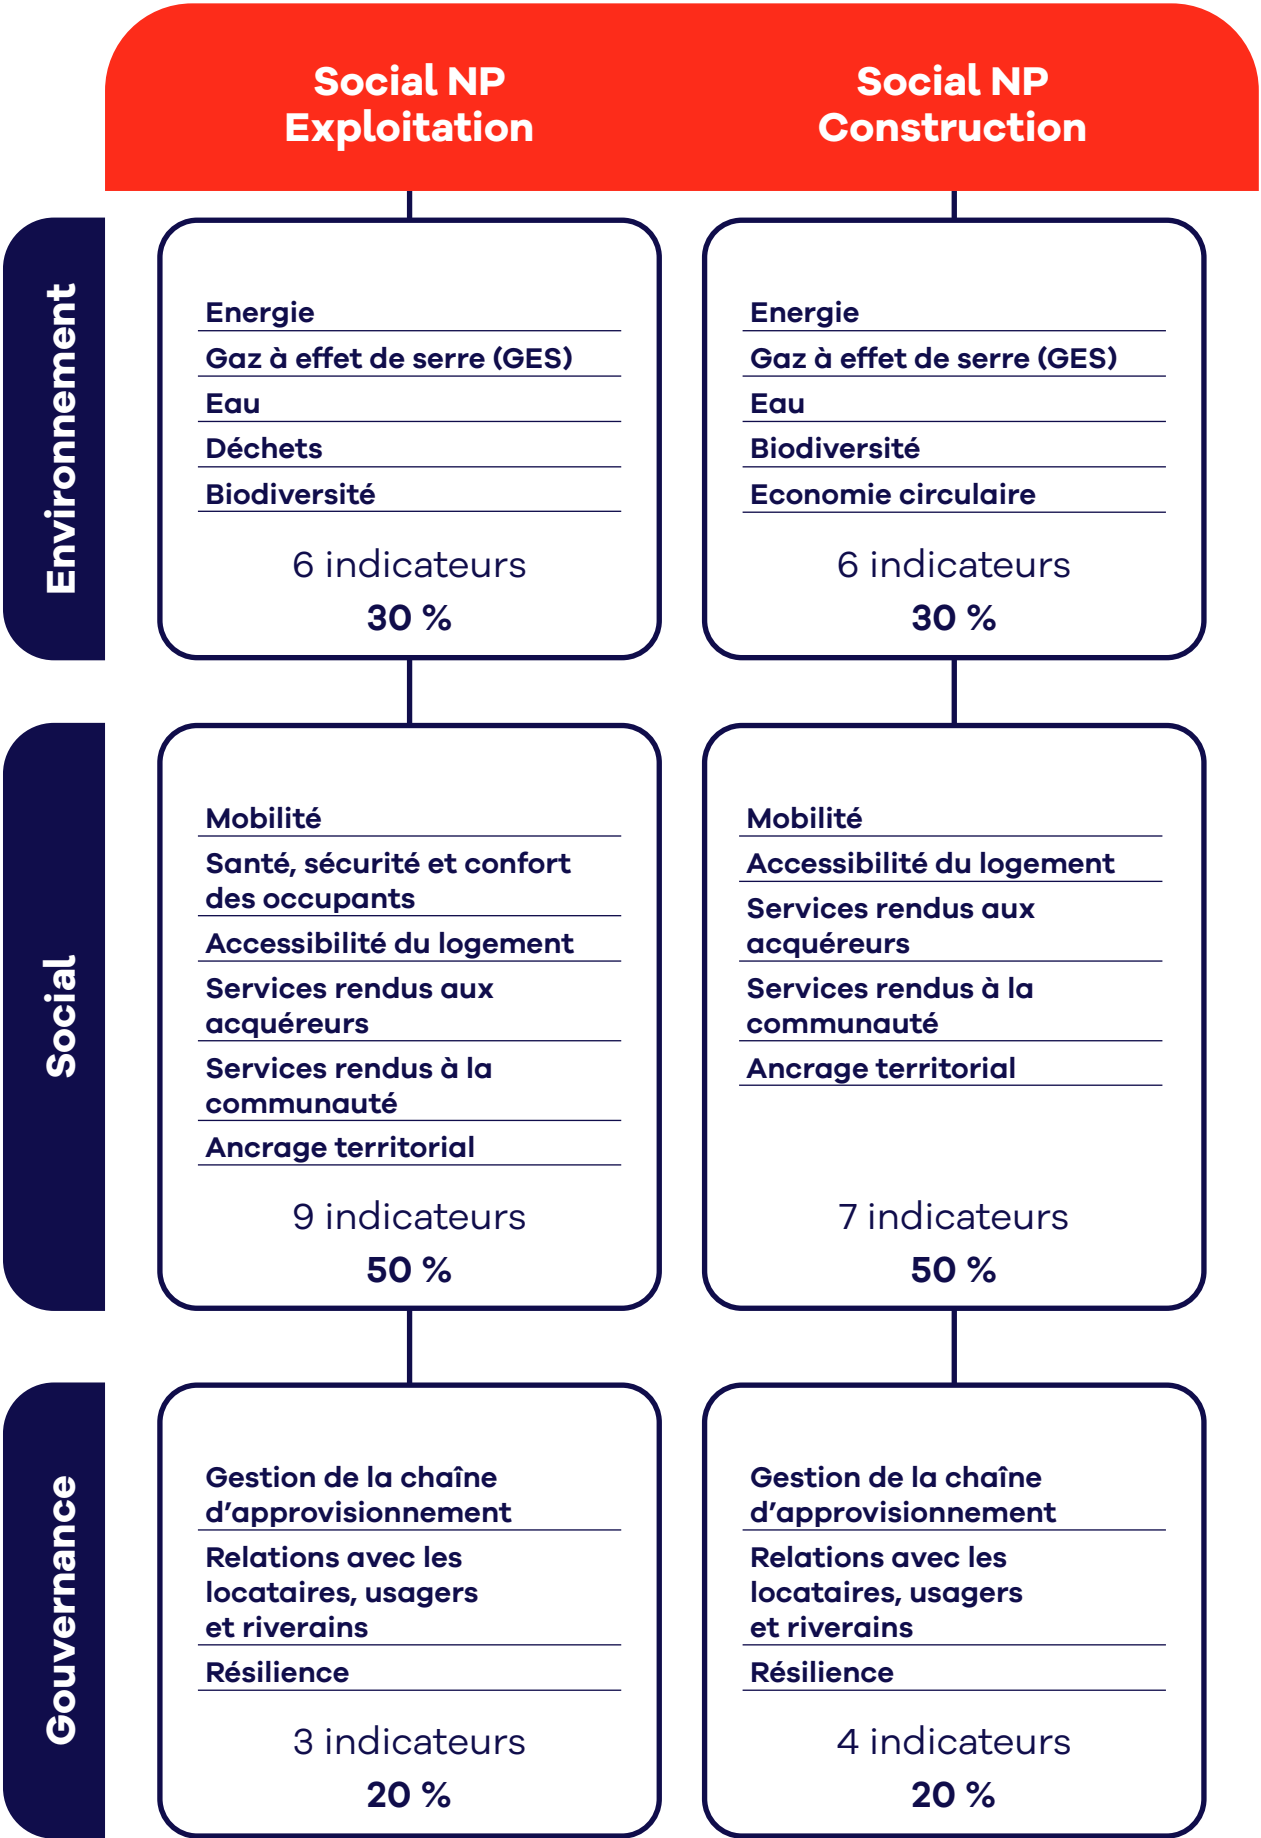 Social NP
Exploitation
Social NP
Construction
Environnement
Energie
Gaz à effet de serre (GES)
Eau
Déchets
Biodiversité
6 indicateurs
30 %
Energie
Gaz à effet de serre (GES)
Eau
Biodiversité
Economie circulaire
6 indicateurs
30 %
Social
Mobilité
Santé, sécurité et confort
des occupants
Accessibilité du logement
Services rendus aux
acquéreurs
Services rendus à la
communauté
Ancrage territorial
9 indicateurs
50 %
Mobilité
Accessibilité du logement
Services rendus aux
acquéreurs
Services rendus à la
communauté
Ancrage territorial
7 indicateurs
50 %
Gouvernance
Gestion de la chaîne
d’approvisionnement
Relations avec les
locataires, usagers
et riverains
Résilience
3 indicateurs
20 %
Gestion de la chaîne
d’approvisionnement
Relations avec les
locataires, usagers
et riverains
Résilience
4 indicateurs
20 %